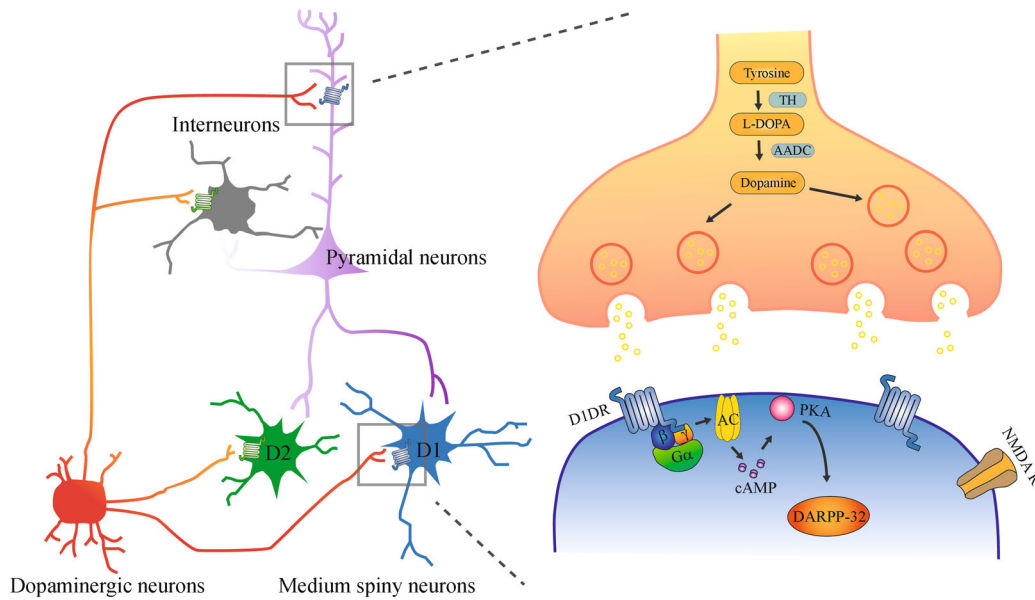 Interneurons
Pyramidal neurons
D2
D1
Dopaminergic neurons
Medium spiny neurons
Tyrosine
TH
L-DOPA
AADC
Dopamine
D1DR
β
γ
Gα
AC
PKA
cAMP
DARPP-32
NMDAR